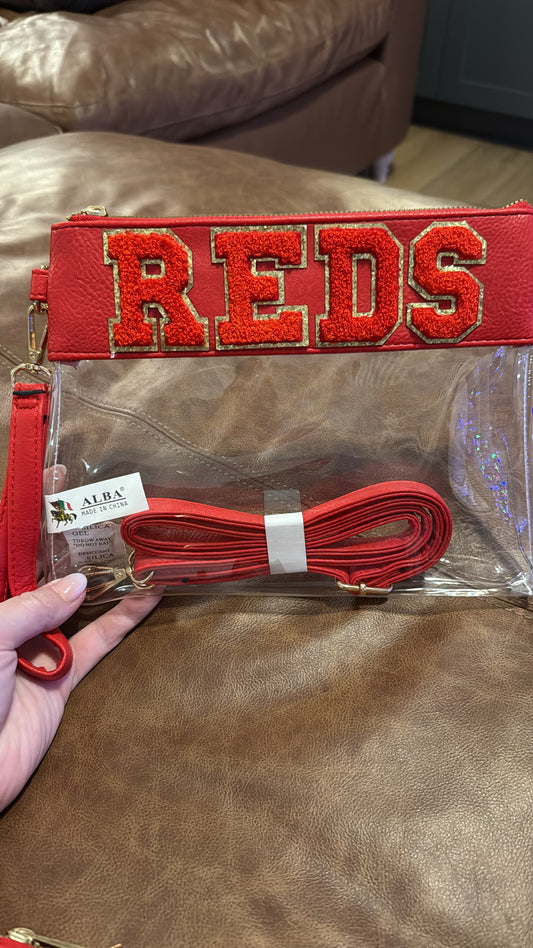 REDS
ALBA®
MADE IN CHINA
SILICA
GEL
THROW AWAY
"DO NOT EAT"
DESICCANT
SILICA